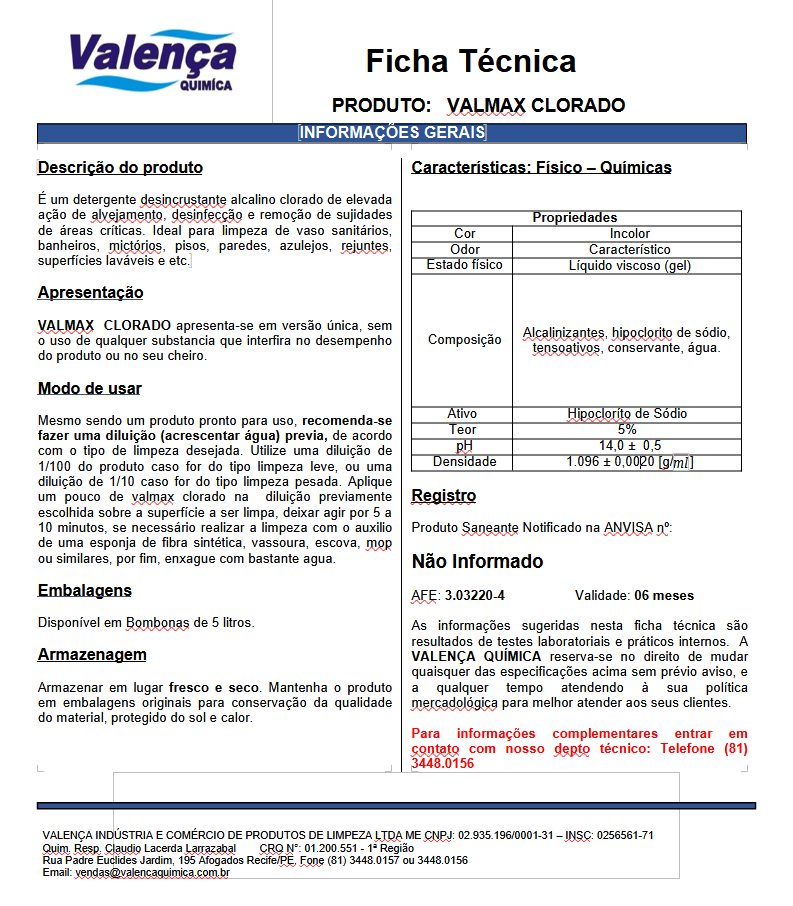 Valença
QUIMÍCA
Ficha Técnica
PRODUTO: VALMAX CLORADO
INFORMAÇÕES GERAIS
Descrição do produto
É um detergente desincrustante alcalino clorado de elevada
ação de alvejamento, desinfecção e remoção de sujidades
de áreas críticas. Ideal para limpeza de vaso sanitários,
banheiros, mictórios, pisos, paredes, azulejos, rejuntes,
superfícies laváveis e etc.
Apresentação
VALMAX CLORADO apresenta-se em versão única, sem
o uso de qualquer substancia que interfira no desempenho
do produto ou no seu cheiro.
Modo de usar
Mesmo sendo um produto pronto para uso, recomenda-se
fazer uma diluição (acrescentar água) previa, de acordo
com o tipo de limpeza desejada. Utilize uma diluição de
1/100 do produto caso for do tipo limpeza leve, ou uma
diluição de 1/10 caso for do tipo limpeza pesada. Aplique
um pouco de valmax clorado na diluição previamente
escolhida sobre a superfície a ser limpa, deixar agir por 5 a
10 minutos, se necessário realizar a limpeza com o auxilio
de uma esponja de fibra sintética, vassoura, escova, mop
ou similares, por fim, enxague com bastante agua.
Embalagens
Disponível em Bombonas de 5 litros.
Armazenagem
Armazenar em lugar fresco e seco. Mantenha o produto
em embalagens originais para conservação da qualidade
do material, protegido do sol e calor.
Características: Físico – Químicas
Propriedades
Cor Incolor
Odor Característico
Estado físico Líquido viscoso (gel)
Composição Alcalinizantes, hipoclorito de sódio,
tensoativos, conservante, água.
Ativo Hipoclorito de Sódio
Teor 5%
pH 14,0 ± 0,5
Densidade 1.096 ± 0,0020 [g/ml]
Registro
Produto Saneante Notificado na ANVISA nº:
Não Informado
AFE: 3.03220-4 Validade: 06 meses
As informações sugeridas nesta ficha técnica são
resultados de testes laboratoriais e práticos internos. A
VALENÇA QUÍMICA reserva-se no direito de mudar
quaisquer das especificações acima sem prévio aviso, e
a qualquer tempo atendendo à sua política
mercadológica para melhor atender aos seus clientes.
Para informações complementares entrar em
contato com nosso depto técnico: Telefone (81)
3448.0156
VALENÇA INDÚSTRIA E COMÉRCIO DE PRODUTOS DE LIMPEZA LTDA ME CNPJ: 02.935.196/0001-31 – INSC: 0256561-71
Quim. Resp. Claudio Lacerda Larrazabal CRQ N°: 01.200.551 - 1ª Região
Rua Padre Euclides Jardim, 195 Afogados Recife/PE, Fone (81) 3448.0157 ou 3448.0156
Email: vendas@valencaquimica.com.br